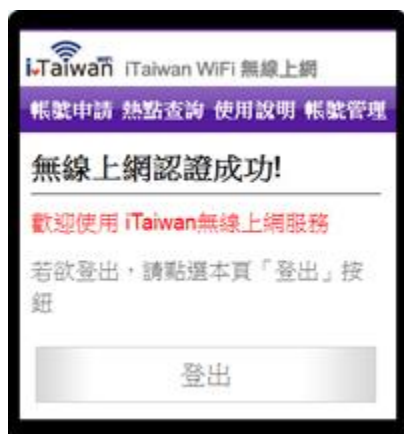 i-Taiwan iTaiwan WiFi 無線上網
帳號申請 熱點查詢 使用說明 帳號管理
無線上網認證成功!
歡迎使用 iTaiwan無線上網服務
若欲登出，請點選本頁「登出」按
鈕
登出